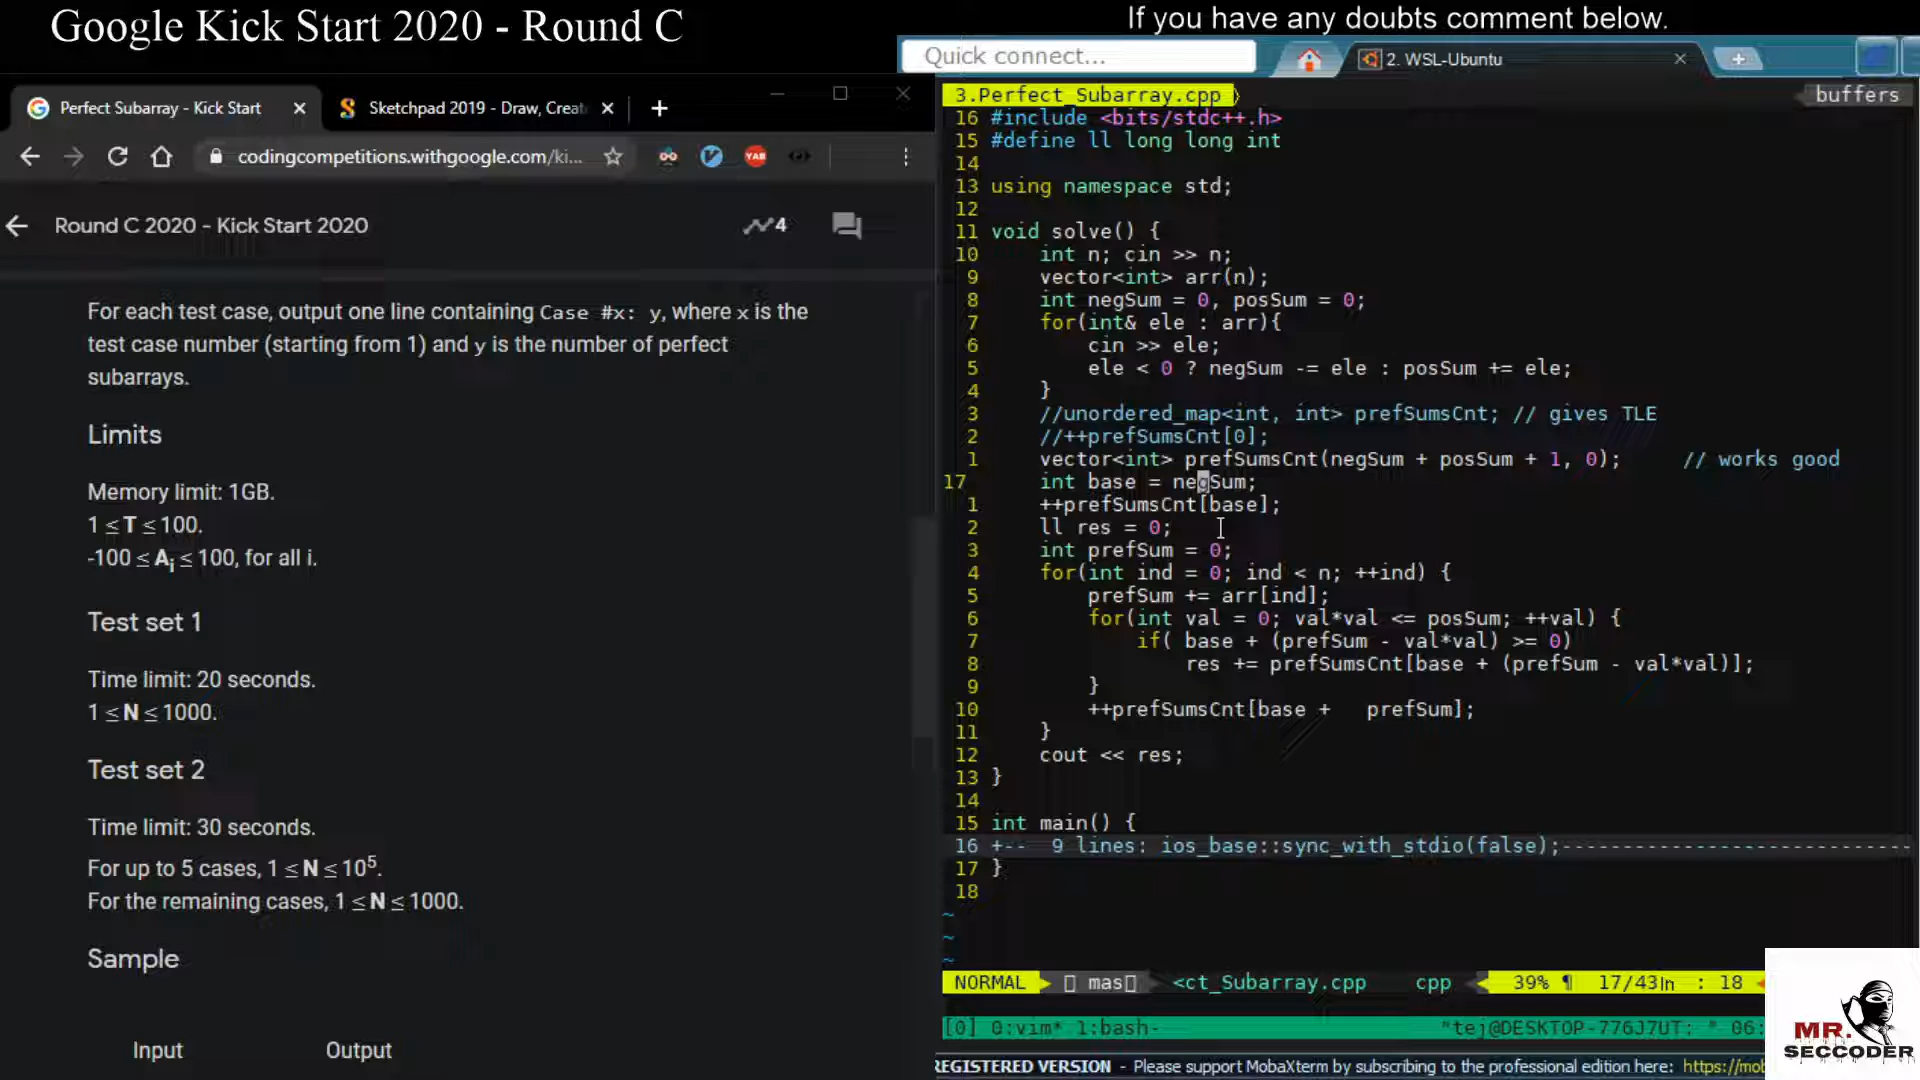 Google Kick Start 2020 - Round C
If you have any doubts comment below.
Quick connect...
2. WSL-Ubuntu
Perfect Subarray - Kick Start
Sketchpad 2019 - Draw, Creat
codingcompetitions.withgoogle.com/ki...
YAB
Round C 2020 - Kick Start 2020
4
For each test case, output one line containing Case #x: y, where x is the
test case number (starting from 1) and y is the number of perfect
subarrays.
Limits
Memory limit: 1GB.
1 ≤ T ≤ 100.
-100 ≤ Ai ≤ 100, for all i.
Test set 1
Time limit: 20 seconds.
1 ≤ N ≤ 1000.
Test set 2
Time limit: 30 seconds.
For up to 5 cases, 1 ≤ N ≤ 10^5.
For the remaining cases, 1 ≤ N ≤ 1000.
Sample
Input Output
3.Perfect_Subarray.cpp buffers
16 #include <bits/stdc++.h>
15 #define ll long long int
14
13 using namespace std;
12
11 void solve() {
10 int n; cin >> n;
9 vector<int> arr(n);
8 int negSum = 0, posSum = 0;
7 for(int& ele : arr){
6 cin >> ele;
5 ele < 0 ? negSum -= ele : posSum += ele;
4 }
3 //unordered_map<int, int> prefSumsCnt; // gives TLE
2 //++prefSumsCnt[0];
1 vector<int> prefSumsCnt(negSum + posSum + 1, 0); // works good
17 int base = negSum;
1 ++prefSumsCnt[base];
2 ll res = 0;
3 int prefSum = 0;
4 for(int ind = 0; ind < n; ++ind) {
5 prefSum += arr[ind];
6 for(int val = 0; val*val <= posSum; ++val) {
7 if( base + (prefSum - val*val) >= 0)
8 res += prefSumsCnt[base + (prefSum - val*val)];
9 }
10 ++prefSumsCnt[base + prefSum];
11 }
12 cout << res;
13 }
14
15 int main() {
16 +-- 9 lines: ios_base::sync_with_stdio(false);-----------------------------
17 }
18
~
~
~
NORMAL mas <ct_Subarray.cpp cpp 39% ¶ 17/43ln : 18
[0] 0:vim* 1:bash- "tej@DESKTOP-776J7UT: " 06:
REGISTERED VERSION - Please support MobaXterm by subscribing to the professional edition here: https://mob
MR.
SECCODER